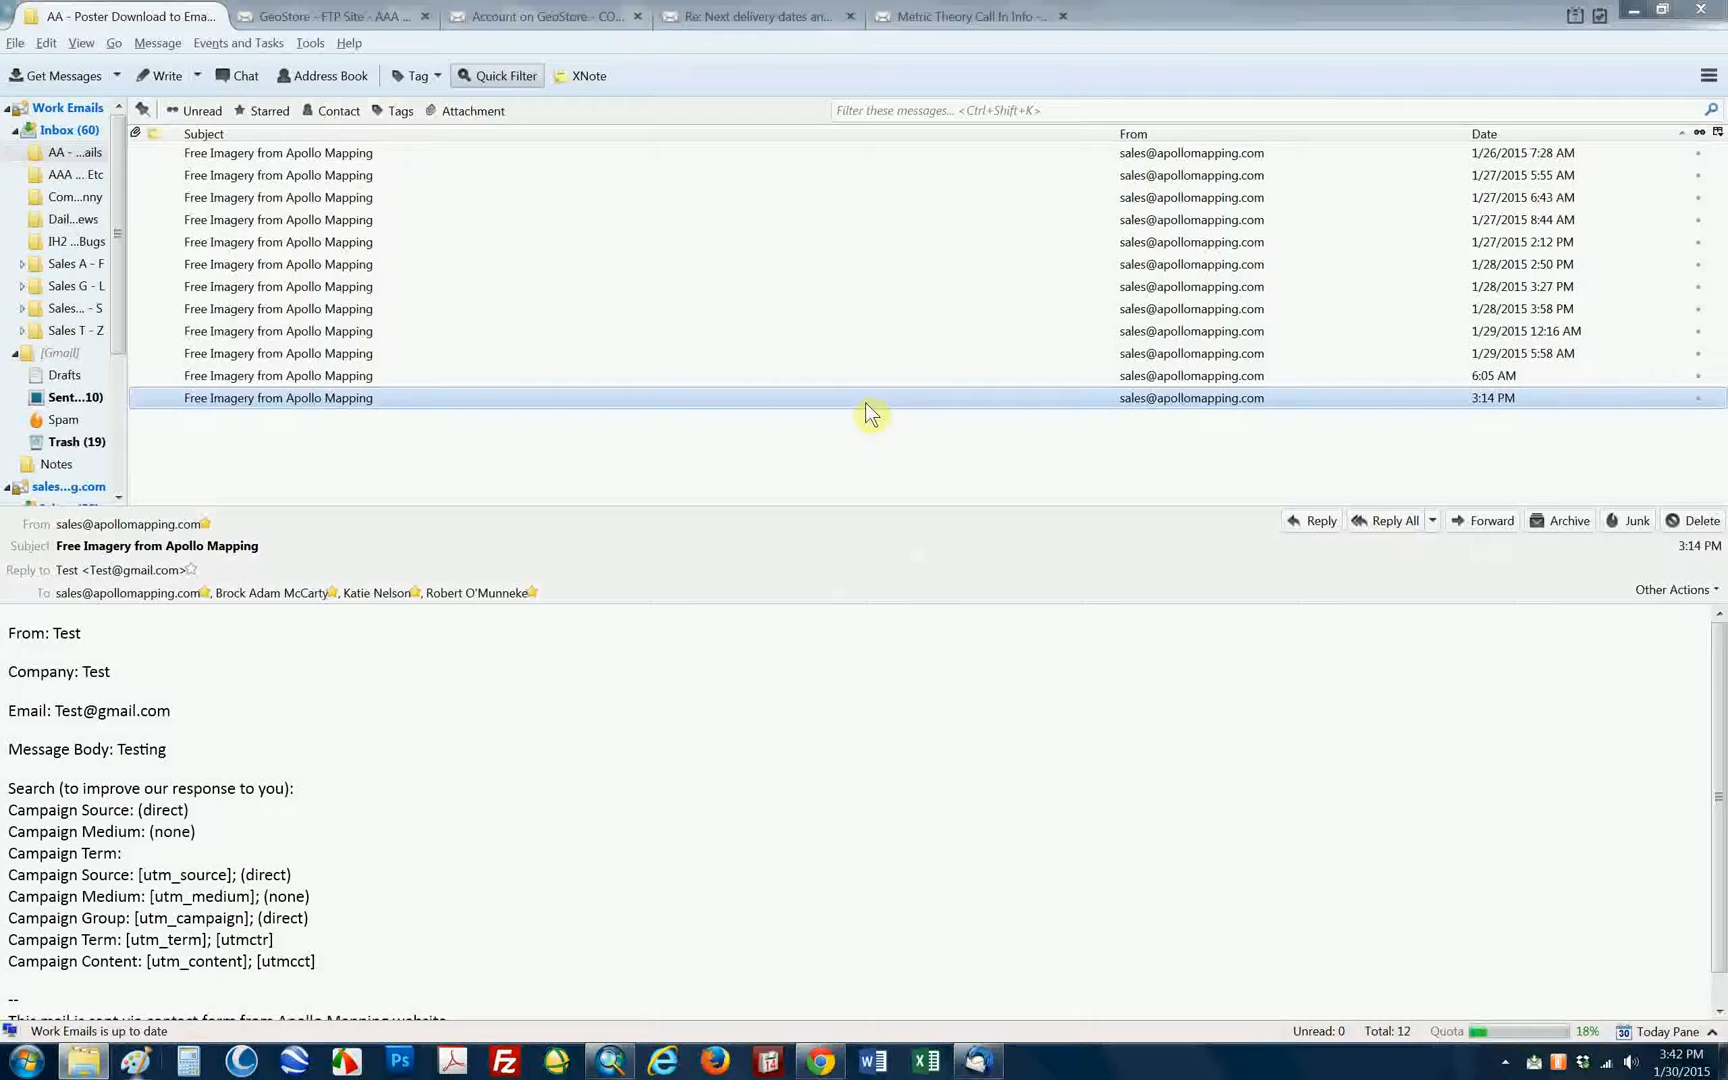 AA - Poster Download to Ema... GeoStore - FTP Site - AAA ... Account on GeoStore - CO... Re: Next delivery dates an... Metric Theory Call In Info - ...
File Edit View Go Message Events and Tasks Tools Help
Get Messages Write Chat Address Book Tag Quick Filter XNote
Unread Starred Contact Tags Attachment Filter these messages... <Ctrl+Shift+K>
Subject From Date
Free Imagery from Apollo Mapping sales@apollomapping.com 1/26/2015 7:28 AM
Free Imagery from Apollo Mapping sales@apollomapping.com 1/27/2015 5:55 AM
Free Imagery from Apollo Mapping sales@apollomapping.com 1/27/2015 6:43 AM
Free Imagery from Apollo Mapping sales@apollomapping.com 1/27/2015 8:44 AM
Free Imagery from Apollo Mapping sales@apollomapping.com 1/27/2015 2:12 PM
Free Imagery from Apollo Mapping sales@apollomapping.com 1/28/2015 2:50 PM
Free Imagery from Apollo Mapping sales@apollomapping.com 1/28/2015 3:27 PM
Free Imagery from Apollo Mapping sales@apollomapping.com 1/28/2015 3:58 PM
Free Imagery from Apollo Mapping sales@apollomapping.com 1/29/2015 12:16 AM
Free Imagery from Apollo Mapping sales@apollomapping.com 1/29/2015 5:58 AM
Free Imagery from Apollo Mapping sales@apollomapping.com 6:05 AM
Free Imagery from Apollo Mapping sales@apollomapping.com 3:14 PM
Work Emails
Inbox (60)
AA - ...ails
AAA ... Etc
Com...nny
Dail...ews
IH2 ...Bugs
Sales A - F
Sales G - L
Sales... - S
Sales T - Z
[Gmail]
Drafts
Sent...10)
Spam
Trash (19)
Notes
sales...g.com
From sales@apollomapping.com Reply Reply All Forward Archive Junk Delete
Subject Free Imagery from Apollo Mapping 3:14 PM
Reply to Test <Test@gmail.com>
To sales@apollomapping.com, Brock Adam McCarty, Katie Nelson, Robert O'Munneke Other Actions
From: Test
Company: Test
Email: Test@gmail.com
Message Body: Testing
Search (to improve our response to you):
Campaign Source: (direct)
Campaign Medium: (none)
Campaign Term:
Campaign Source: [utm_source]; (direct)
Campaign Medium: [utm_medium]; (none)
Campaign Group: [utm_campaign]; (direct)
Campaign Term: [utm_term]; [utmctr]
Campaign Content: [utm_content]; [utmcct]
--
This mail is sent via contact form from Apollo Mapping website
Work Emails is up to date Unread: 0 Total: 12 Quota 18% 30 Today Pane
Ps Fz 3:42 PM
1/30/2015